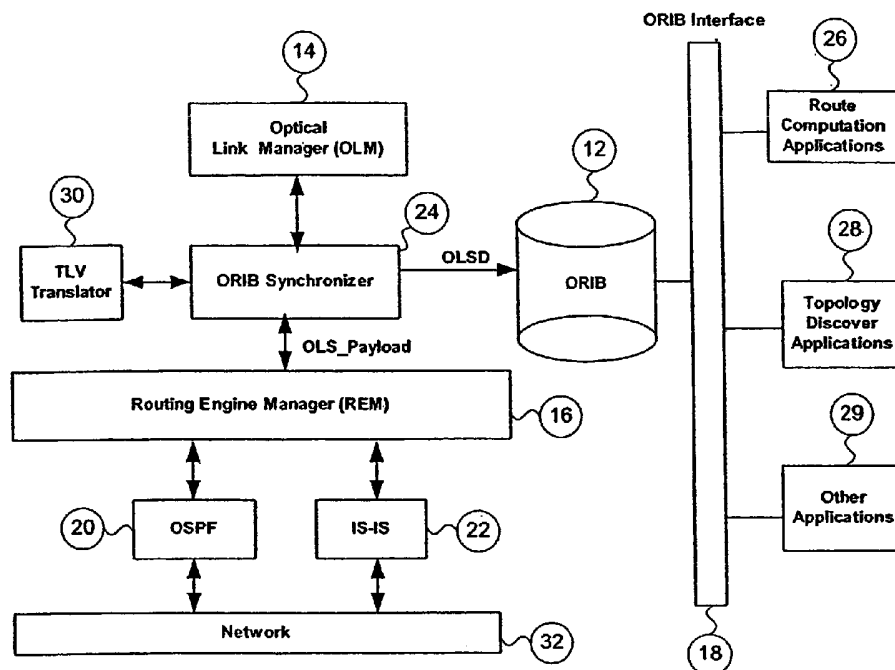 ORIB Interface
14
26
Optical
Link Manager (OLM)
Route
Computation
Applications
12
30
24
TLV
Translator
ORIB Synchronizer
OLSD
ORIB
28
Topology
Discover
Applications
OLS_Payload
Routing Engine Manager (REM)
16
29
Other
Applications
20
OSPF
IS-IS
22
Network
32
18